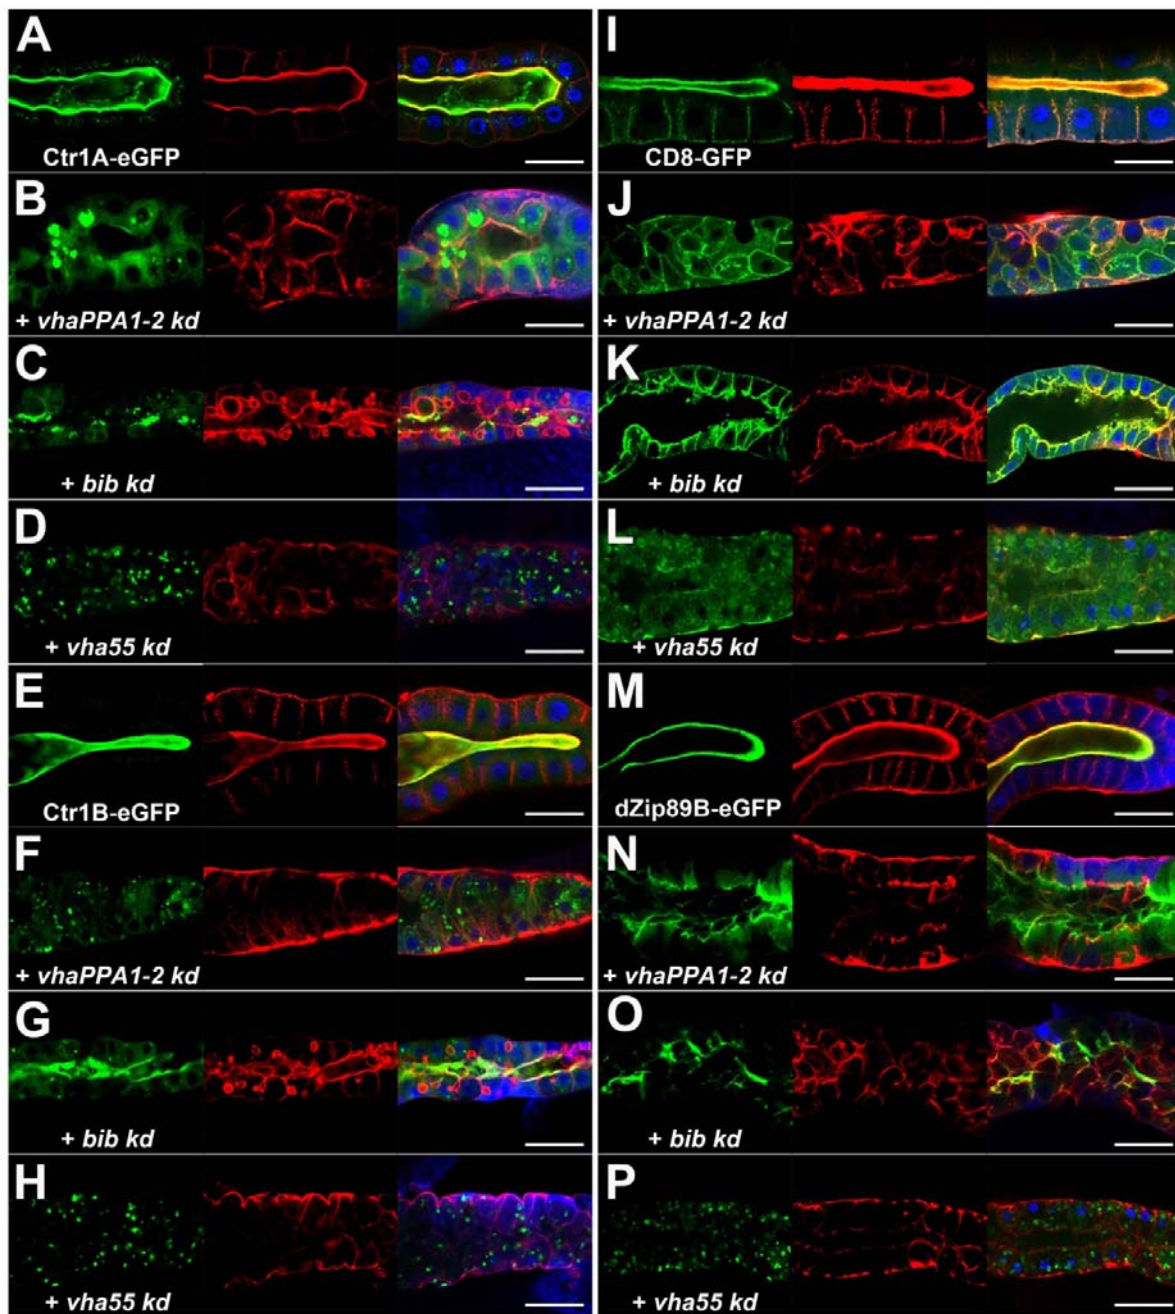 A
Ctr1A-eGFP
B
+ vhaPPA1-2 kd
C
+ bib kd
D
+ vha55 kd
E
Ctr1B-eGFP
F
+ vhaPPA1-2 kd
G
+ bib kd
H
+ vha55 kd
I
CD8-GFP
J
+ vhaPPA1-2 kd
K
+ bib kd
L
+ vha55 kd
M
dZip89B-eGFP
N
+ vhaPPA1-2 kd
O
+ bib kd
P
+ vha55 kd